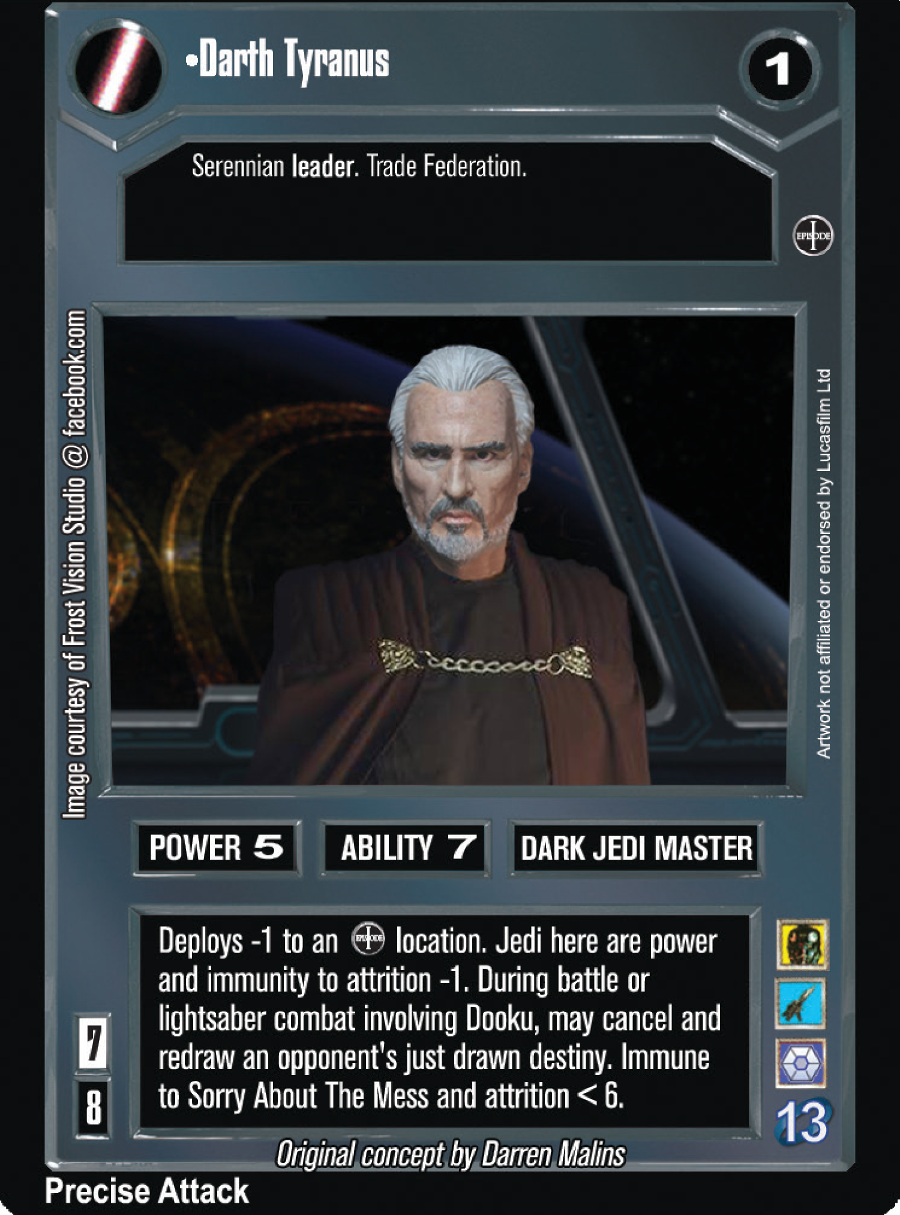 •Darth Tyranus
1
Serennian leader. Trade Federation.
EPISODE I
Image courtesy of Frost Vision Studio @ facebook.com
Artwork not affiliated or endorsed by Lucasfilm Ltd
POWER 5
ABILITY 7
DARK JEDI MASTER
Deploys -1 to an EPISODE I location. Jedi here are power
and immunity to attrition -1. During battle or
lightsaber combat involving Dooku, may cancel and
redraw an opponent's just drawn destiny. Immune
to Sorry About The Mess and attrition < 6.
7
8
13
Original concept by Darren Malins
Precise Attack